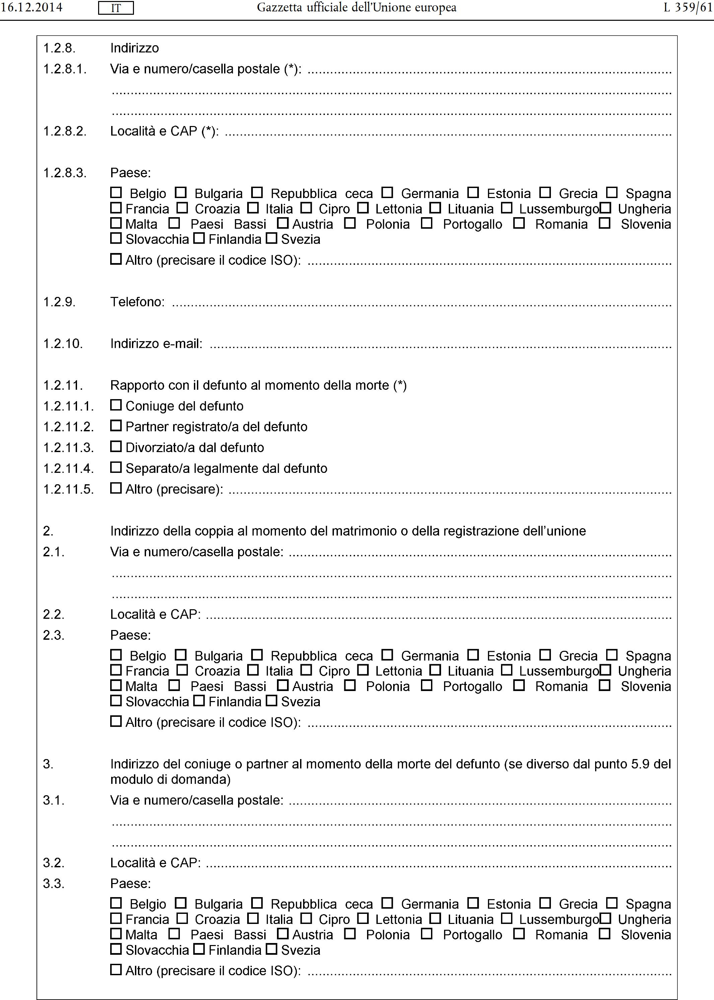 16.12.2014 IT Gazzetta ufficiale dell'Unione europea L 359/61
1.2.8. Indirizzo
1.2.8.1. Via e numero/casella postale (*): ..........
..........
..........
1.2.8.2. Località e CAP (*): ..........
1.2.8.3. Paese:
☐ Belgio ☐ Bulgaria ☐ Repubblica ceca ☐ Germania ☐ Estonia ☐ Grecia ☐ Spagna
☐ Francia ☐ Croazia ☐ Italia ☐ Cipro ☐ Lettonia ☐ Lituania ☐ Lussemburgo☐ Ungheria
☐ Malta ☐ Paesi Bassi ☐ Austria ☐ Polonia ☐ Portogallo ☐ Romania ☐ Slovenia
☐ Slovacchia ☐ Finlandia ☐ Svezia
☐ Altro (precisare il codice ISO): ..........
1.2.9. Telefono: ..........
1.2.10. Indirizzo e-mail: ..........
1.2.11. Rapporto con il defunto al momento della morte (*)
1.2.11.1. ☐ Coniuge del defunto
1.2.11.2. ☐ Partner registrato/a del defunto
1.2.11.3. ☐ Divorziato/a dal defunto
1.2.11.4. ☐ Separato/a legalmente dal defunto
1.2.11.5. ☐ Altro (precisare): ..........
2. Indirizzo della coppia al momento del matrimonio o della registrazione dell'unione
2.1. Via e numero/casella postale: ..........
..........
..........
2.2. Località e CAP: ..........
2.3. Paese:
☐ Belgio ☐ Bulgaria ☐ Repubblica ceca ☐ Germania ☐ Estonia ☐ Grecia ☐ Spagna
☐ Francia ☐ Croazia ☐ Italia ☐ Cipro ☐ Lettonia ☐ Lituania ☐ Lussemburgo☐ Ungheria
☐ Malta ☐ Paesi Bassi ☐ Austria ☐ Polonia ☐ Portogallo ☐ Romania ☐ Slovenia
☐ Slovacchia ☐ Finlandia ☐ Svezia
☐ Altro (precisare il codice ISO): ..........
3. Indirizzo del coniuge o partner al momento della morte del defunto (se diverso dal punto 5.9 del
modulo di domanda)
3.1. Via e numero/casella postale: ..........
..........
..........
3.2. Località e CAP: ..........
3.3. Paese:
☐ Belgio ☐ Bulgaria ☐ Repubblica ceca ☐ Germania ☐ Estonia ☐ Grecia ☐ Spagna
☐ Francia ☐ Croazia ☐ Italia ☐ Cipro ☐ Lettonia ☐ Lituania ☐ Lussemburgo☐ Ungheria
☐ Malta ☐ Paesi Bassi ☐ Austria ☐ Polonia ☐ Portogallo ☐ Romania ☐ Slovenia
☐ Slovacchia ☐ Finlandia ☐ Svezia
☐ Altro (precisare il codice ISO): ..........